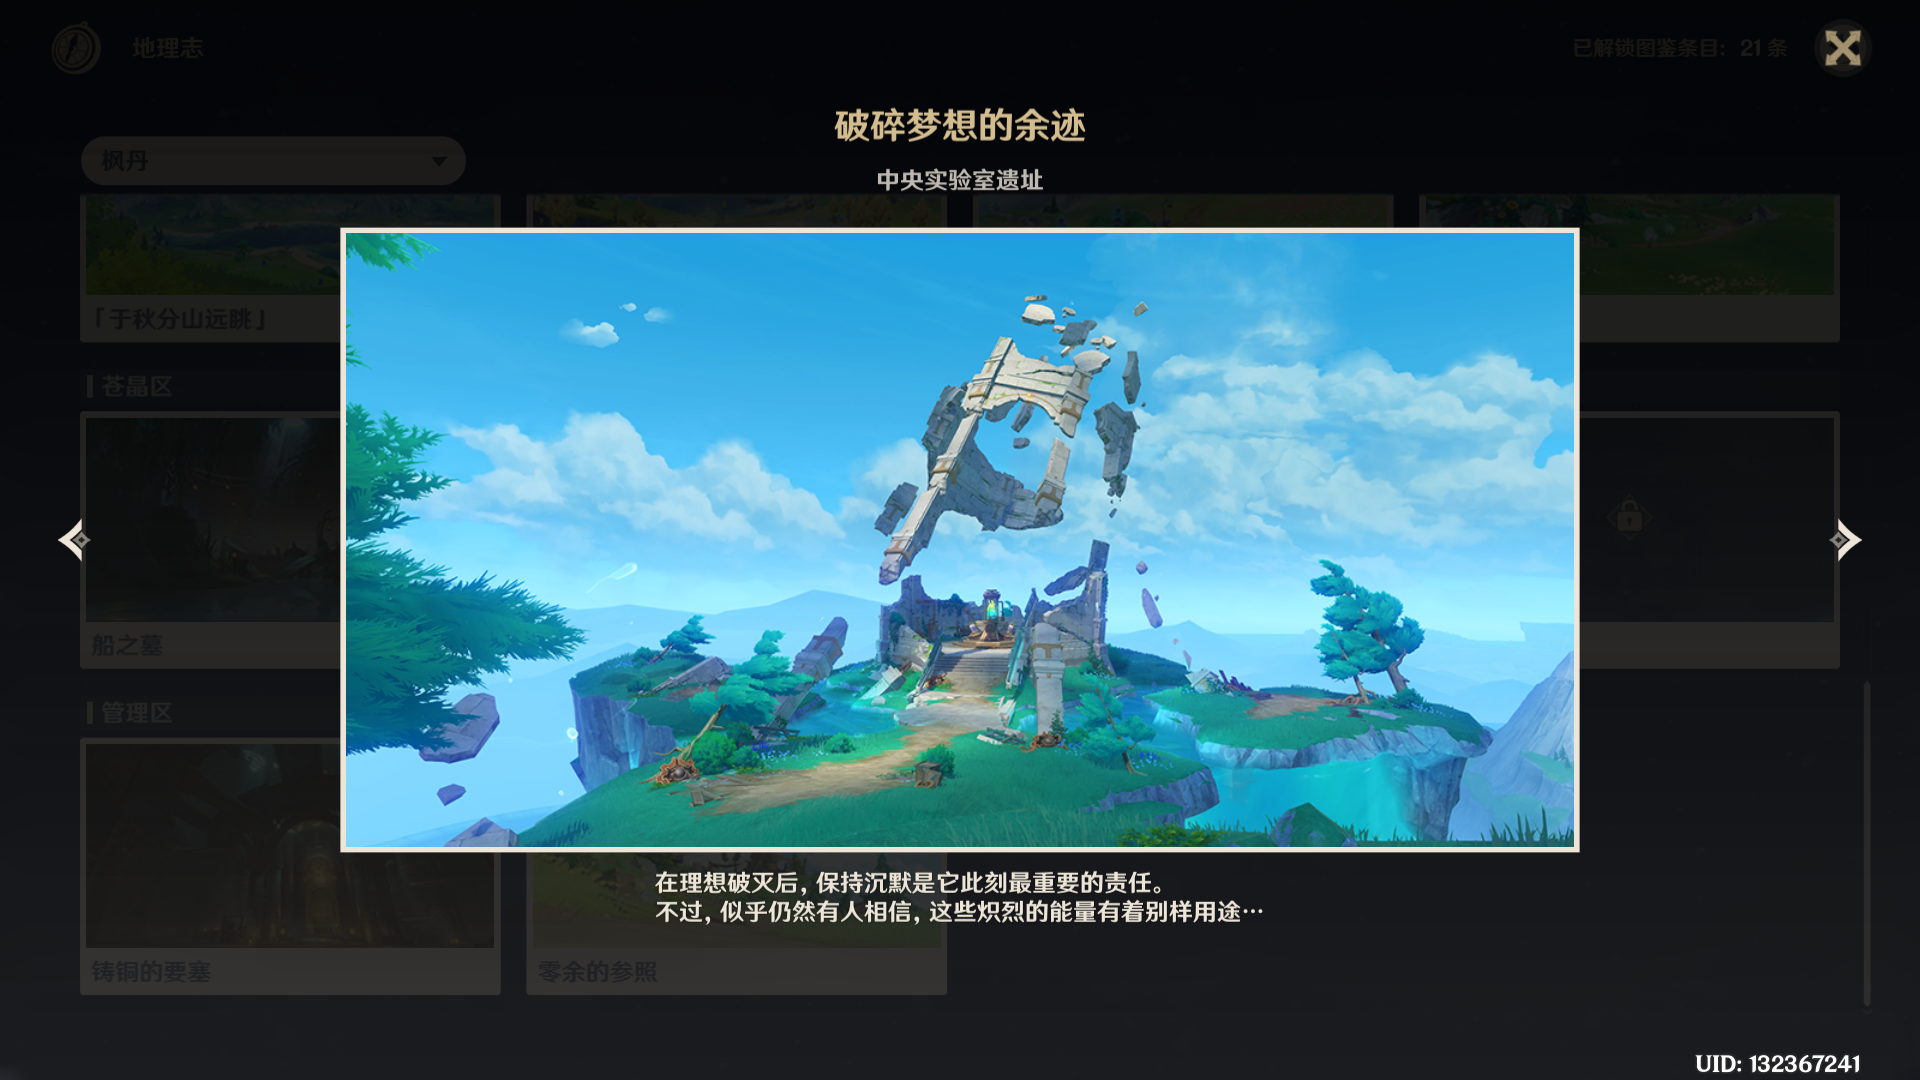 地理志
已解锁图鉴条目: 21 条
破碎梦想的余迹
枫丹
中央实验室遗址
「于秋分山远眺」
苍晶区
船之墓
管理区
在理想破灭后, 保持沉默是它此刻最重要的责任。
不过, 似乎仍然有人相信, 这些炽烈的能量有着别样用途…
铸铜的要塞
零余的参照
UID: 132367241